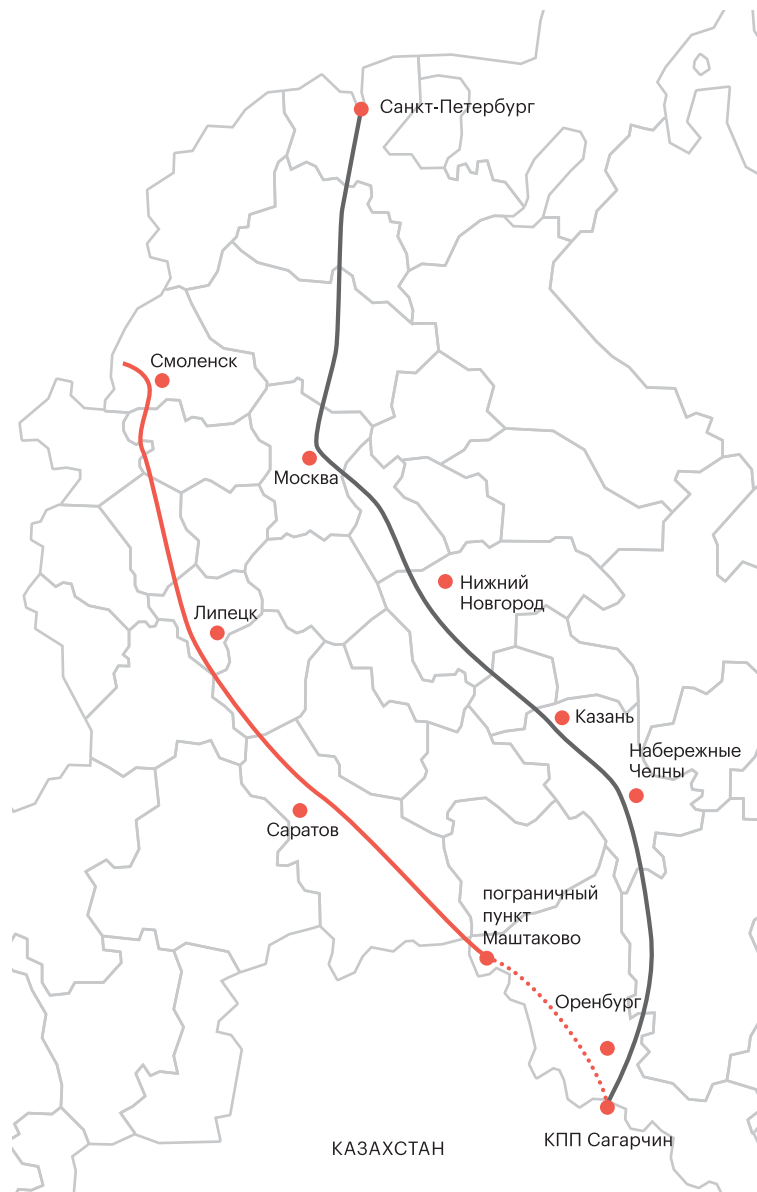 Санкт-Петербург
Смоленск
Москва
Нижний
Новгород
Липецк
Казань
Набережные
Челны
Саратов
пограничный
пункт
Маштаково
Оренбург
КПП Сагарчин
КАЗАХСТАН